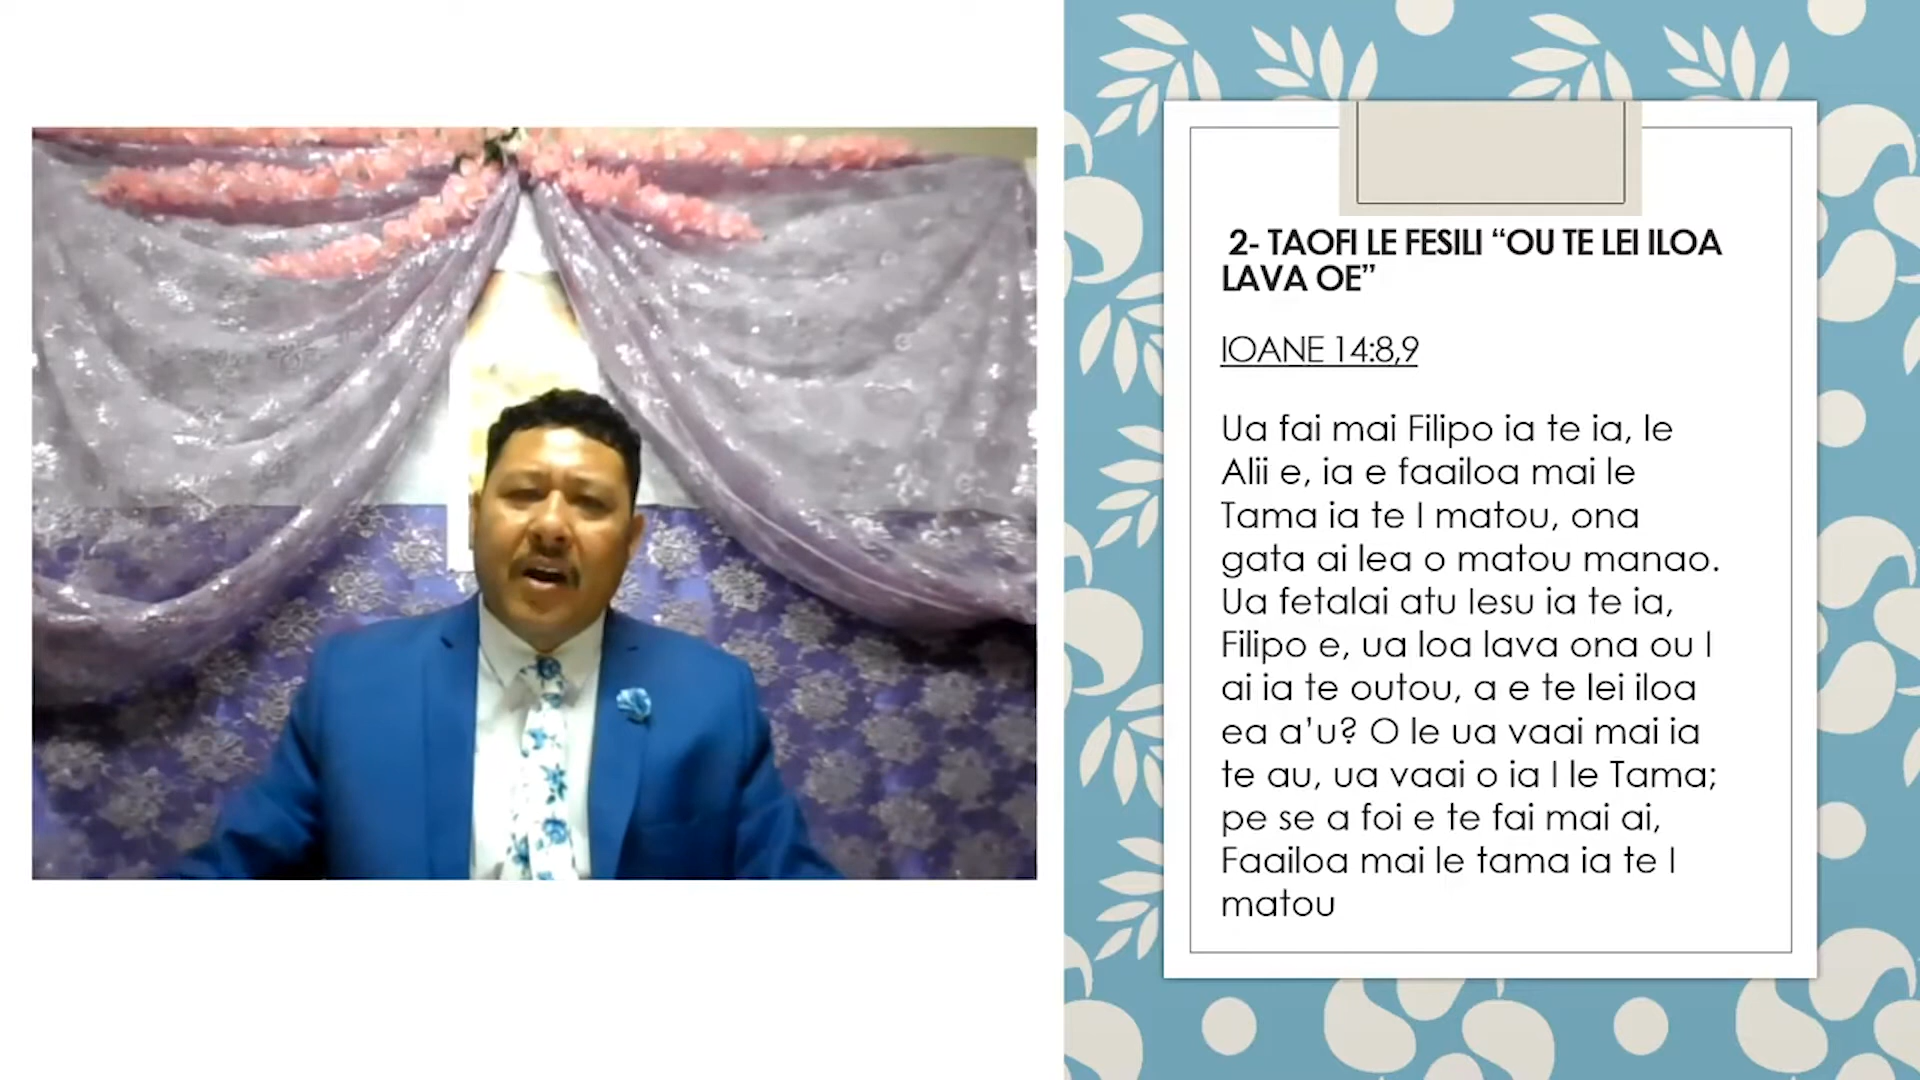 2- TAOFI LE FESILI “OU TE LEI ILOA
LAVA OE”
IOANE 14:8,9
Ua fai mai Filipo ia te ia, le
Alii e, ia e faailoa mai le
Tama ia te I matou, ona
gata ai lea o matou manao.
Ua fetalai atu Iesu ia te ia,
Filipo e, ua loa lava ona ou I
ai ia te outou, a e te lei iloa
ea a’u? O le ua vaai mai ia
te au, ua vaai o ia I le Tama;
pe se a foi e te fai mai ai,
Faailoa mai le tama ia te I
matou